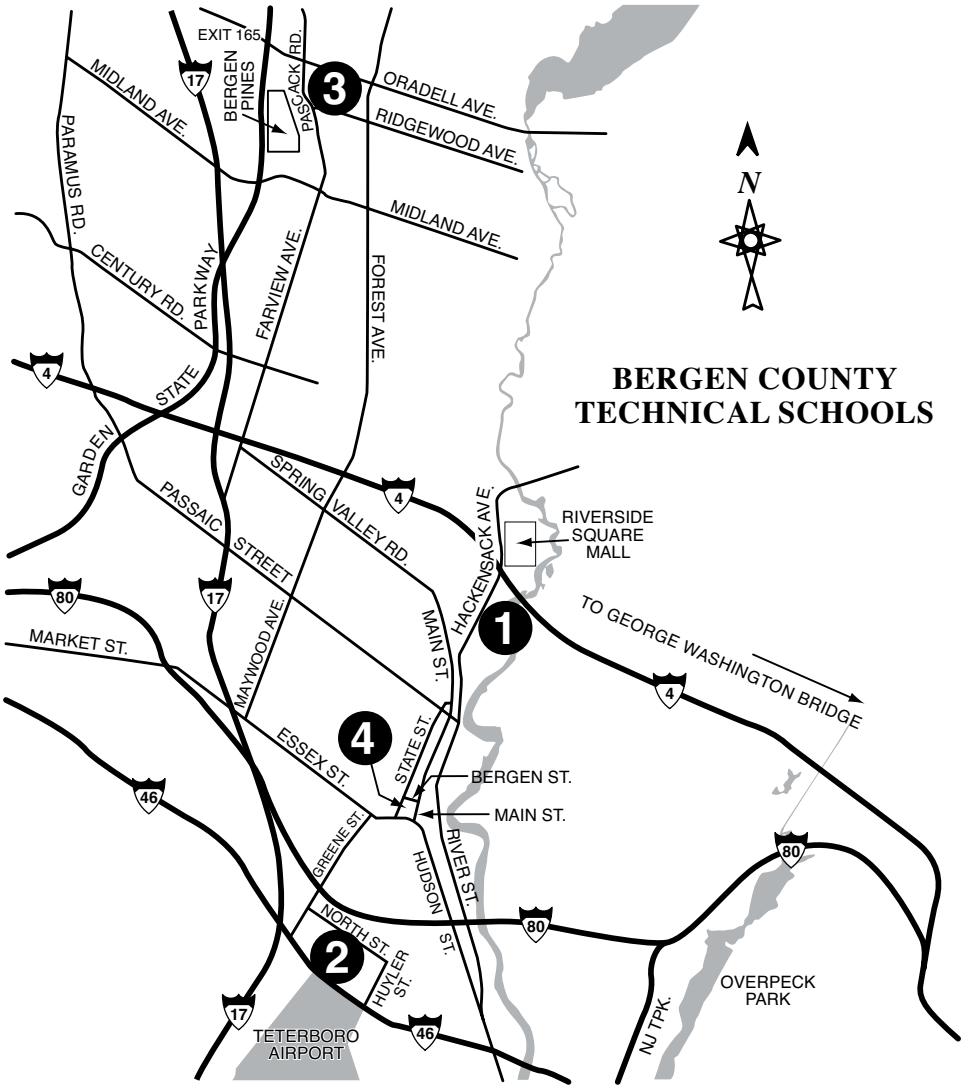 EXIT 165
17
BERGEN
PINES
PASCACK RD.
3
ORADELL AVE.
MIDLAND AVE.
RIDGEWOOD AVE.
PARAMUS RD.
N
MIDLAND AVE.
CENTURY RD.
PARKWAY
FARVIEW AVE.
FOREST AVE.
4
STATE
GARDEN
BERGEN COUNTY
TECHNICAL SCHOOLS
SPRING VALLEY RD.
4
PASSAIC STREET
HACKENSACK AVE.
RIVERSIDE
SQUARE
MALL
80
17
MARKET ST.
MAYWOOD AVE.
MAIN ST.
1
TO GEORGE WASHINGTON BRIDGE
4
4
STATE ST.
ESSEX ST.
BERGEN ST.
46
MAIN ST.
GREENE ST.
HUDSON ST.
RIVER ST.
80
80
NORTH ST.
2
HUYLER
ST.
OVERPECK
PARK
17
TETERBORO
AIRPORT
46
NJ TPK.